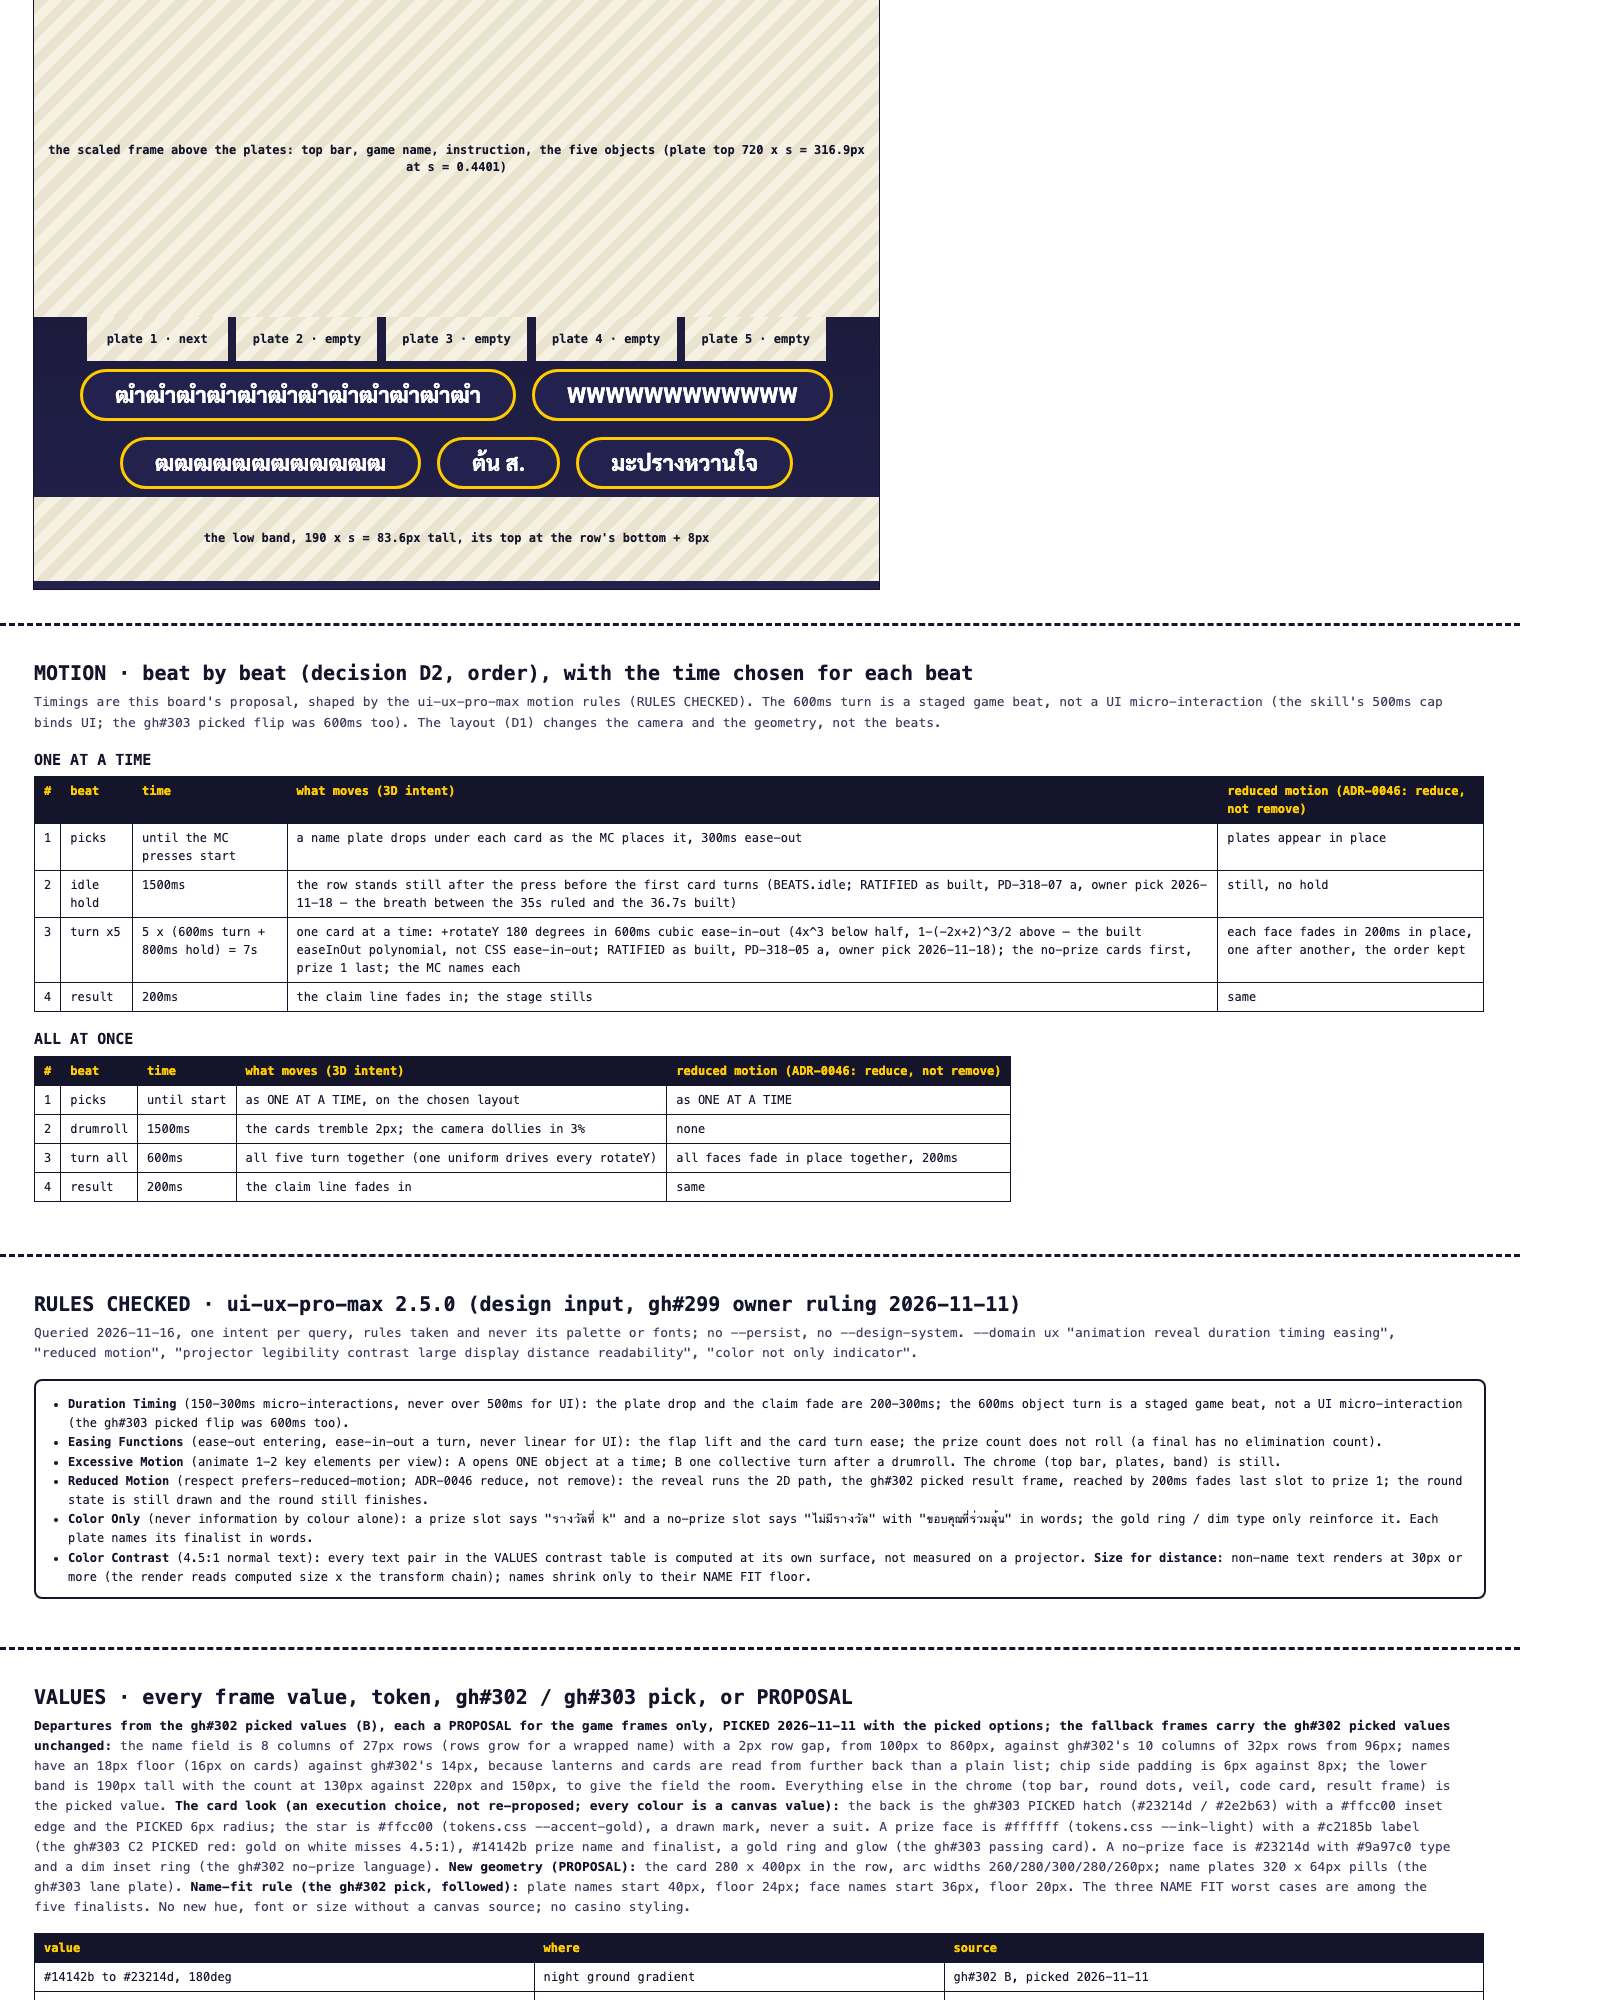 the scaled frame above the plates: top bar, game name, instruction, the five objects (plate top 720 x s = 316.9px
at s = 0.4401)
plate 1 · next
plate 2 · empty
plate 3 · empty
plate 4 · empty
plate 5 · empty
ฒำฒำฒำฒำฒำฒำฒำฒำฒำฒำฒำฒำ
WWWWWWWWWWWW
ฒฒฒฒฒฒฒฒฒฒฒฒ
ต้น ส.
มะปรางหวานใจ
the low band, 190 x s = 83.6px tall, its top at the row's bottom + 8px
MOTION · beat by beat (decision D2, order), with the time chosen for each beat
Timings are this board's proposal, shaped by the ui-ux-pro-max motion rules (RULES CHECKED). The 600ms turn is a staged game beat, not a UI micro-interaction (the skill's 500ms cap
binds UI; the gh#303 picked flip was 600ms too). The layout (D1) changes the camera and the geometry, not the beats.
ONE AT A TIME
# beat time what moves (3D intent) reduced motion (ADR-0046: reduce,
not remove)
1 picks until the MC a name plate drops under each card as the MC places it, 300ms ease-out plates appear in place
presses start
2 idle 1500ms the row stands still after the press before the first card turns (BEATS.idle; RATIFIED as built, PD-318-07 a, owner pick 2026- still, no hold
hold 11-18 — the breath between the 35s ruled and the 36.7s built)
3 turn x5 5 x (600ms turn + one card at a time: +rotateY 180 degrees in 600ms cubic ease-in-out (4x^3 below half, 1-(-2x+2)^3/2 above — the built each face fades in 200ms in place,
800ms hold) = 7s easeInOut polynomial, not CSS ease-in-out; RATIFIED as built, PD-318-05 a, owner pick 2026-11-18); the no-prize cards first, one after another, the order kept
prize 1 last; the MC names each
4 result 200ms the claim line fades in; the stage stills same
ALL AT ONCE
# beat time what moves (3D intent) reduced motion (ADR-0046: reduce, not remove)
1 picks until start as ONE AT A TIME, on the chosen layout as ONE AT A TIME
2 drumroll 1500ms the cards tremble 2px; the camera dollies in 3% none
3 turn all 600ms all five turn together (one uniform drives every rotateY) all faces fade in place together, 200ms
4 result 200ms the claim line fades in same
RULES CHECKED · ui-ux-pro-max 2.5.0 (design input, gh#299 owner ruling 2026-11-11)
Queried 2026-11-16, one intent per query, rules taken and never its palette or fonts; no --persist, no --design-system. --domain ux "animation reveal duration timing easing",
"reduced motion", "projector legibility contrast large display distance readability", "color not only indicator".
• Duration Timing (150-300ms micro-interactions, never over 500ms for UI): the plate drop and the claim fade are 200-300ms; the 600ms object turn is a staged game beat, not a UI micro-interaction
(the gh#303 picked flip was 600ms too).
• Easing Functions (ease-out entering, ease-in-out a turn, never linear for UI): the flap lift and the card turn ease; the prize count does not roll (a final has no elimination count).
• Excessive Motion (animate 1-2 key elements per view): A opens ONE object at a time; B one collective turn after a drumroll. The chrome (top bar, plates, band) is still.
• Reduced Motion (respect prefers-reduced-motion; ADR-0046 reduce, not remove): the reveal runs the 2D path, the gh#302 picked result frame, reached by 200ms fades last slot to prize 1; the round
state is still drawn and the round still finishes.
• Color Only (never information by colour alone): a prize slot says "รางวัลที่ k" and a no-prize slot says "ไม่มีรางวัล" with "ขอบคุณที่ร่วมลุ้น" in words; the gold ring / dim type only reinforce it. Each
plate names its finalist in words.
• Color Contrast (4.5:1 normal text): every text pair in the VALUES contrast table is computed at its own surface, not measured on a projector. Size for distance: non-name text renders at 30px or
more (the render reads computed size x the transform chain); names shrink only to their NAME FIT floor.
VALUES · every frame value, token, gh#302 / gh#303 pick, or PROPOSAL
Departures from the gh#302 picked values (B), each a PROPOSAL for the game frames only, PICKED 2026-11-11 with the picked options; the fallback frames carry the gh#302 picked values
unchanged: the name field is 8 columns of 27px rows (rows grow for a wrapped name) with a 2px row gap, from 100px to 860px, against gh#302's 10 columns of 32px rows from 96px; names
have an 18px floor (16px on cards) against gh#302's 14px, because lanterns and cards are read from further back than a plain list; chip side padding is 6px against 8px; the lower
band is 190px tall with the count at 130px against 220px and 150px, to give the field the room. Everything else in the chrome (top bar, round dots, veil, code card, result frame) is
the picked value. The card look (an execution choice, not re-proposed; every colour is a canvas value): the back is the gh#303 PICKED hatch (#23214d / #2e2b63) with a #ffcc00 inset
edge and the PICKED 6px radius; the star is #ffcc00 (tokens.css --accent-gold), a drawn mark, never a suit. A prize face is #ffffff (tokens.css --ink-light) with a #c2185b label
(the gh#303 C2 PICKED red: gold on white misses 4.5:1), #14142b prize name and finalist, a gold ring and glow (the gh#303 passing card). A no-prize face is #23214d with #9a97c0 type
and a dim inset ring (the gh#302 no-prize language). New geometry (PROPOSAL): the card 280 x 400px in the row, arc widths 260/280/300/280/260px; name plates 320 x 64px pills (the
gh#303 lane plate). Name-fit rule (the gh#302 pick, followed): plate names start 40px, floor 24px; face names start 36px, floor 20px. The three NAME FIT worst cases are among the
five finalists. No new hue, font or size without a canvas source; no casino styling.
value where source
#14142b to #23214d, 180deg night ground gradient gh#302 B, picked 2026-11-11